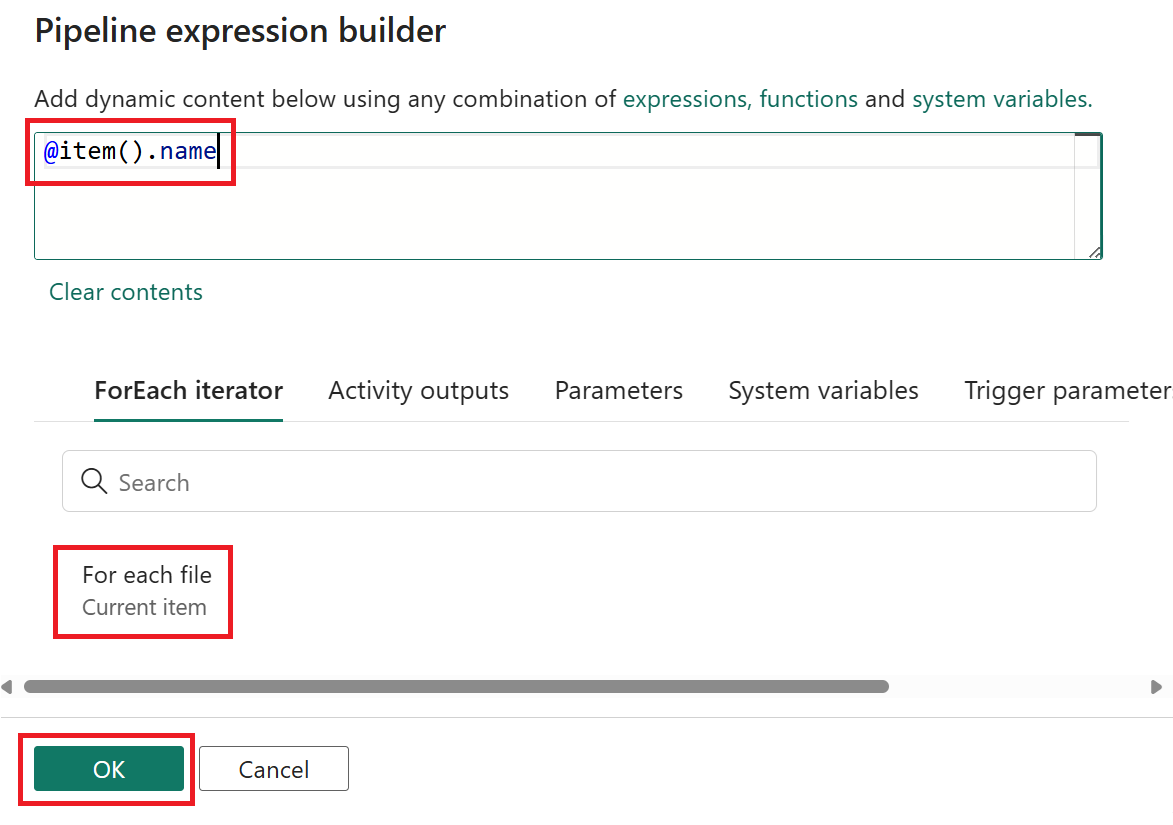 Pipeline expression builder
Add dynamic content below using any combination of expressions, functions and system variables.
@item().name
Clear contents
ForEach iterator Activity outputs Parameters System variables Trigger parameter
Search
For each file
Current item
OK Cancel